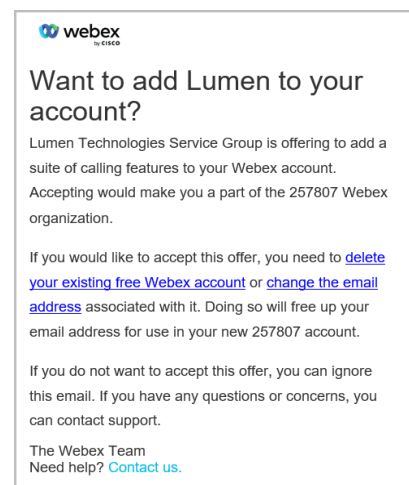 webex
by CISCO
Want to add Lumen to your
account?
Lumen Technologies Service Group is offering to add a
suite of calling features to your Webex account.
Accepting would make you a part of the 257807 Webex
organization.
If you would like to accept this offer, you need to delete
your existing free Webex account or change the email
address associated with it. Doing so will free up your
email address for use in your new 257807 account.
If you do not want to accept this offer, you can ignore
this email. If you have any questions or concerns, you
can contact support.
The Webex Team
Need help? Contact us.